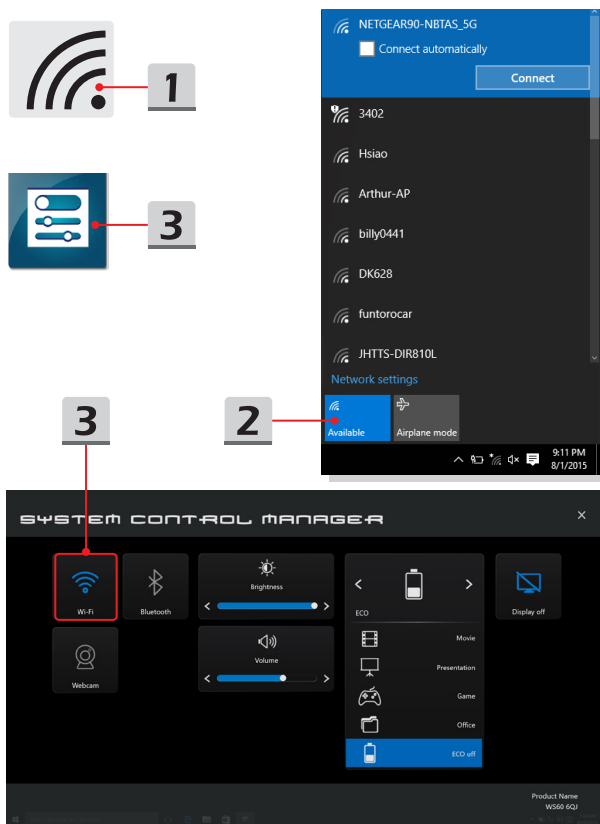 1
3
NETGEAR90-NBTAS_5G
Connect automatically
Connect
3402
Hsiao
Arthur-AP
billy0441
DK628
funtorocar
JHTTS-DIR810L
Network settings
Available
Airplane mode
9:11 PM
8/1/2015
2
3
SYSTEM CONTROL MANAGER
Wi-Fi
Bluetooth
Brightness
Volume
Webcam
ECO
Movie
Presentation
Game
Office
ECO off
Display off
Product Name
WS60 6QJ